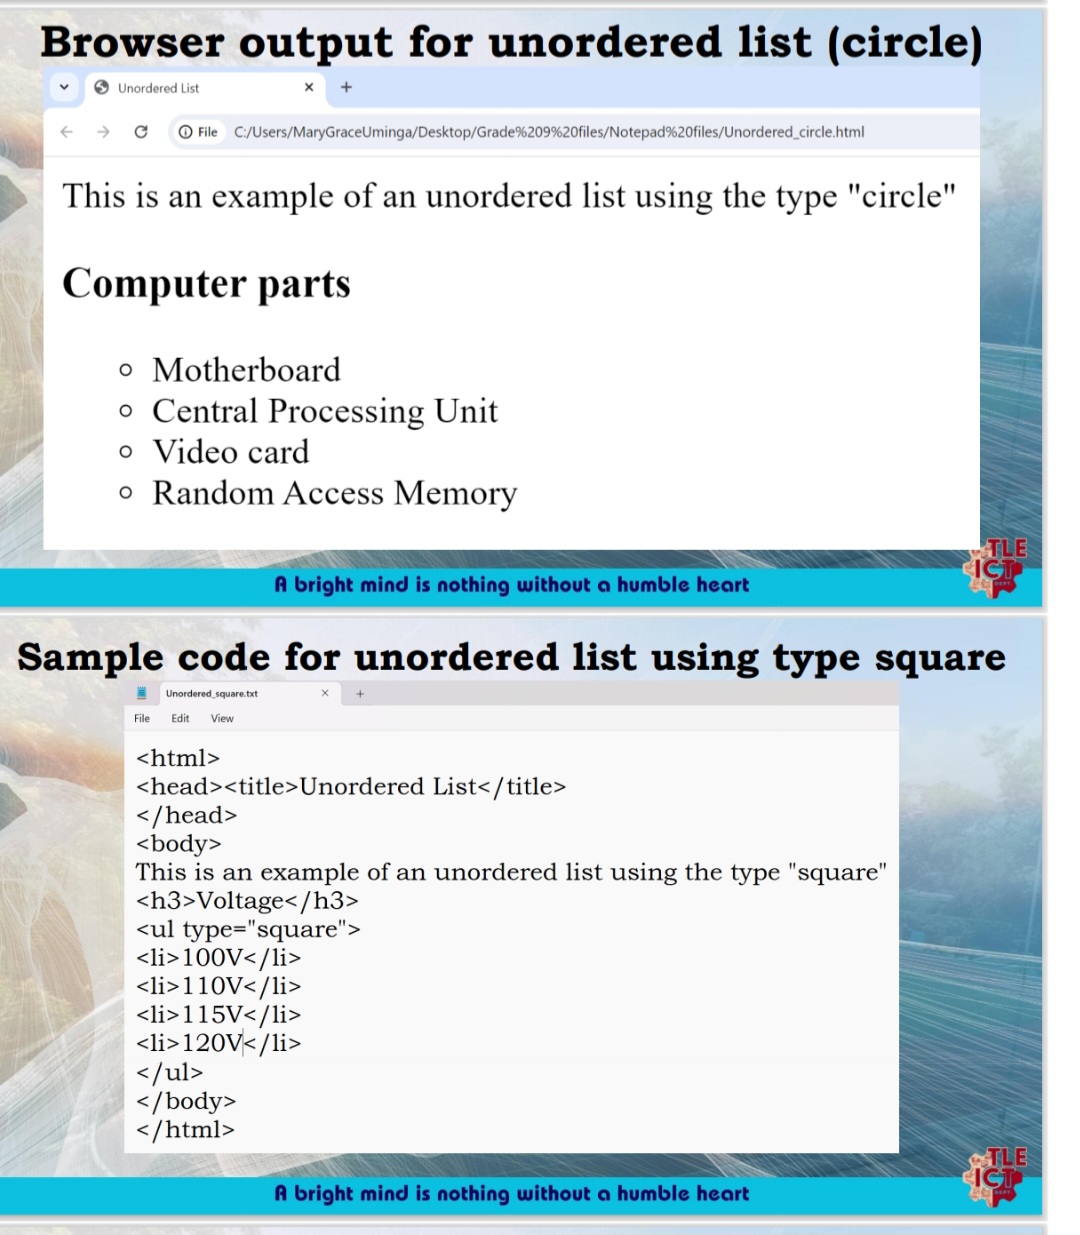 Browser output for unordered list (circle)
Unordered List
File C:/Users/MaryGraceUminga/Desktop/Grade%209%20files/Notepad%20files/Unordered_circle.html
This is an example of an unordered list using the type "circle"
Computer parts
Motherboard
Central Processing Unit
Video card
Random Access Memory
TLE
ICT
DEPT.
A bright mind is nothing without a humble heart
Sample code for unordered list using type square
Unordered_square.txt
File Edit View
<html>
<head><title>Unordered List</title>
</head>
<body>
This is an example of an unordered list using the type "square"
<h3>Voltage</h3>
<ul type="square">
<li>100V</li>
<li>110V</li>
<li>115V</li>
<li>120V</li>
</ul>
</body>
</html>
TLE
ICT
DEPT.
A bright mind is nothing without a humble heart